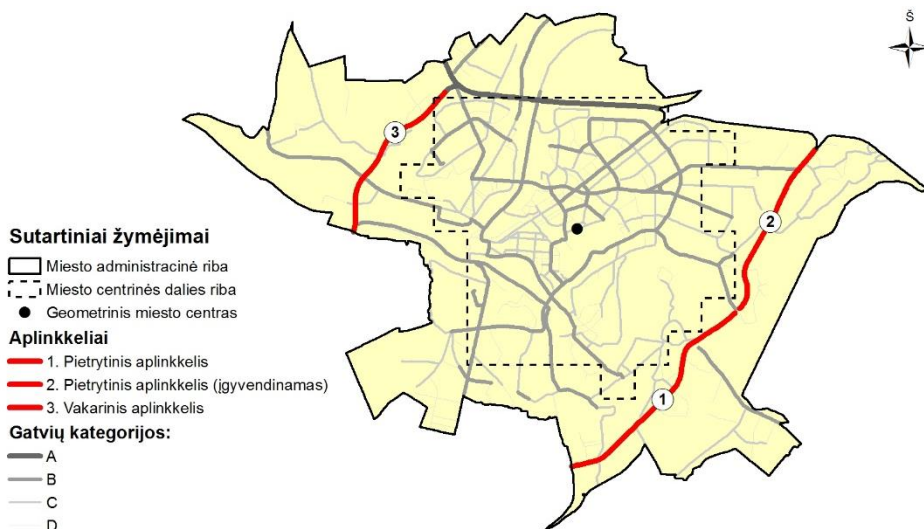 Š
3
2
1
Sutartiniai žymėjimai
Miesto administracinė riba
Miesto centrinės dalies riba
Geometrinis miesto centras
Aplinkkeliai
1. Pietrytinis aplinkkelis
2. Pietrytinis aplinkkelis (įgyvendinamas)
3. Vakarinis aplinkkelis
Gatvių kategorijos:
A
B
C
D